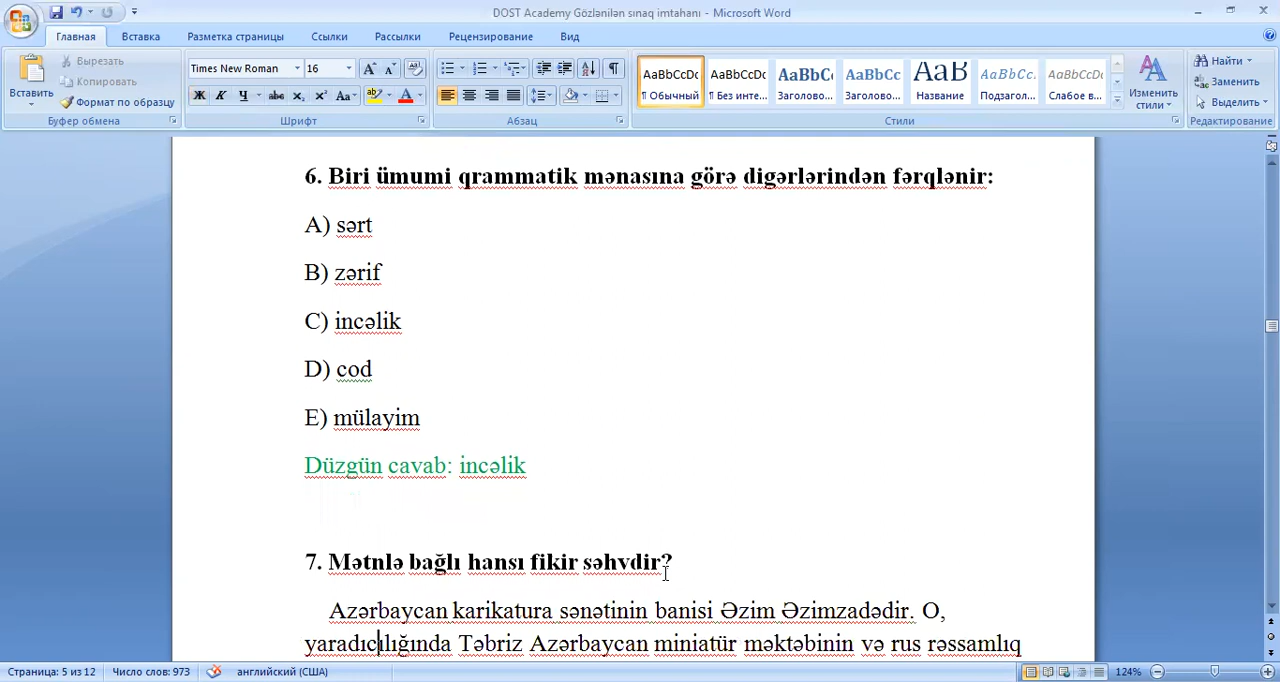 DOST Academy Gözlənilən sınaq imtahanı - Microsoft Word
Главная Вставка Разметка страницы Ссылки Рассылки Рецензирование Вид
Вставить
Вырезать
Копировать
Формат по образцу
Буфер обмена
Times New Roman 16
Ж К Ч abc x₂ x² Aa
Шрифт
Абзац
AaBbCcDc AaBbCcDc AaBbC AaBbCc AaB AaBbCc. AaBbCcDc
¶ Обычный ¶ Без инте... Заголово... Заголово... Название Подзагол... Слабое в...
Стили
Изменить
стили
Найти
Заменить
Выделить
Редактирование
6. Biri ümumi qrammatik mənasına görə digərlərindən fərqlənir:
A) sərt
B) zərif
C) incəlik
D) cod
E) mülayim
Düzgün cavab: incəlik
7. Mətnlə bağlı hansı fikir səhvdir?
Azərbaycan karikatura sənətinin banisi Əzim Əzimzadədir. O,
yaradıcılığında Təbriz Azərbaycan miniatür məktəbinin və rus rəssamlıq
Страница: 5 из 12 Число слов: 973 английский (США) 124%